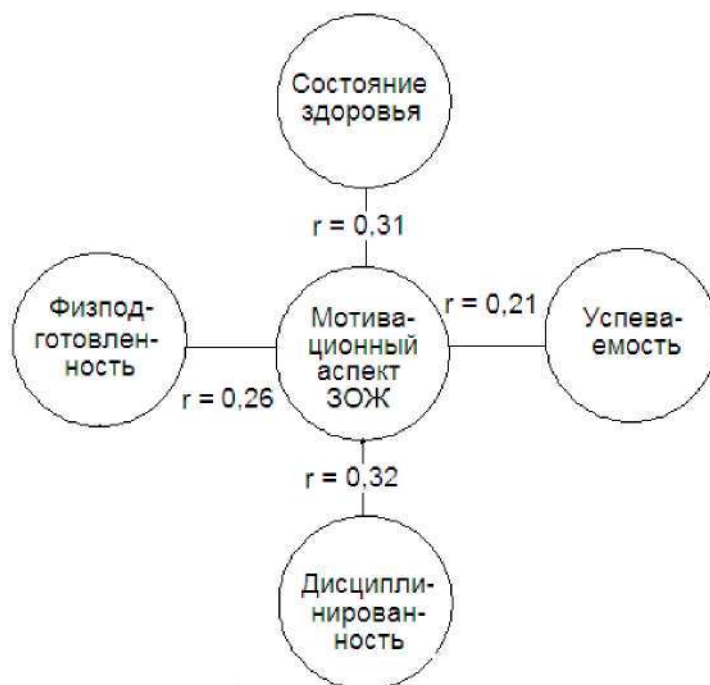 Состояние
здоровья
r = 0,31
Физпод-
готовлен-
ность
r = 0,26
Мотива-
ционный
аспект
ЗОЖ
r = 0,21
Успева-
емость
r = 0,32
Дисципли-
нирован-
ность